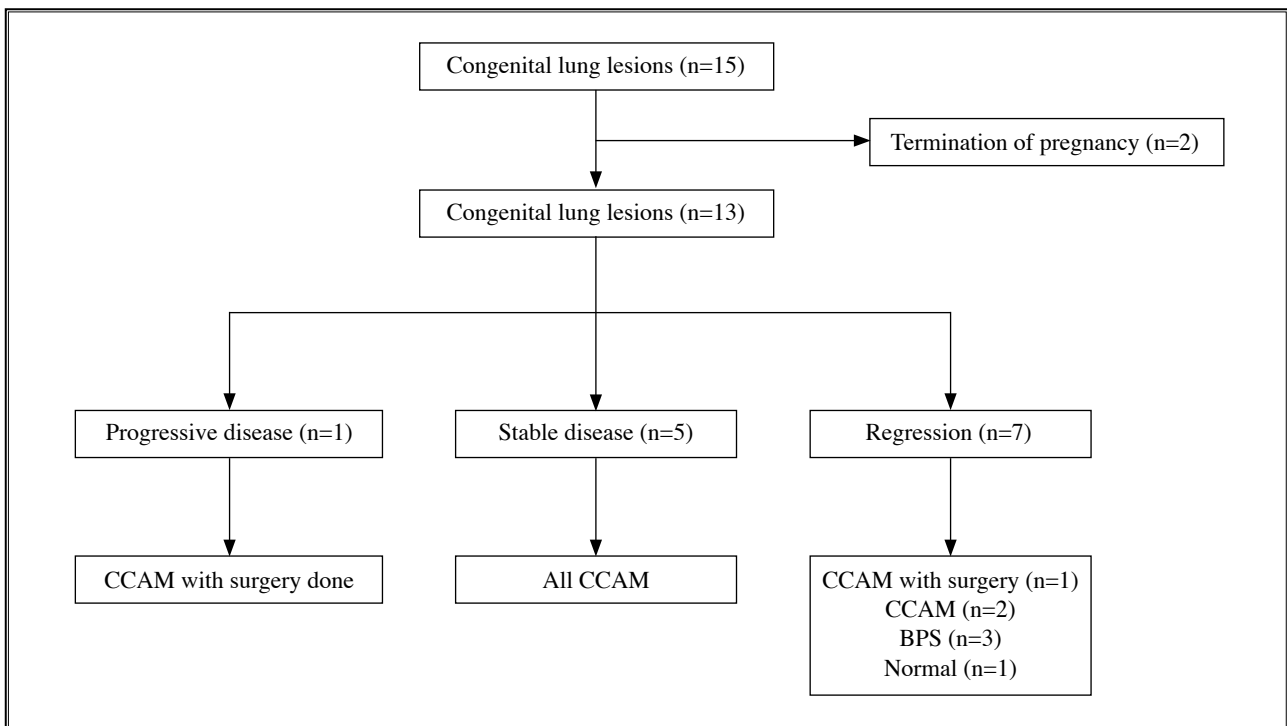 Congenital lung lesions (n=15)
Termination of pregnancy (n=2)
Congenital lung lesions (n=13)
Progressive disease (n=1)
Stable disease (n=5)
Regression (n=7)
CCAM with surgery done
All CCAM
CCAM with surgery (n=1)
CCAM (n=2)
BPS (n=3)
Normal (n=1)